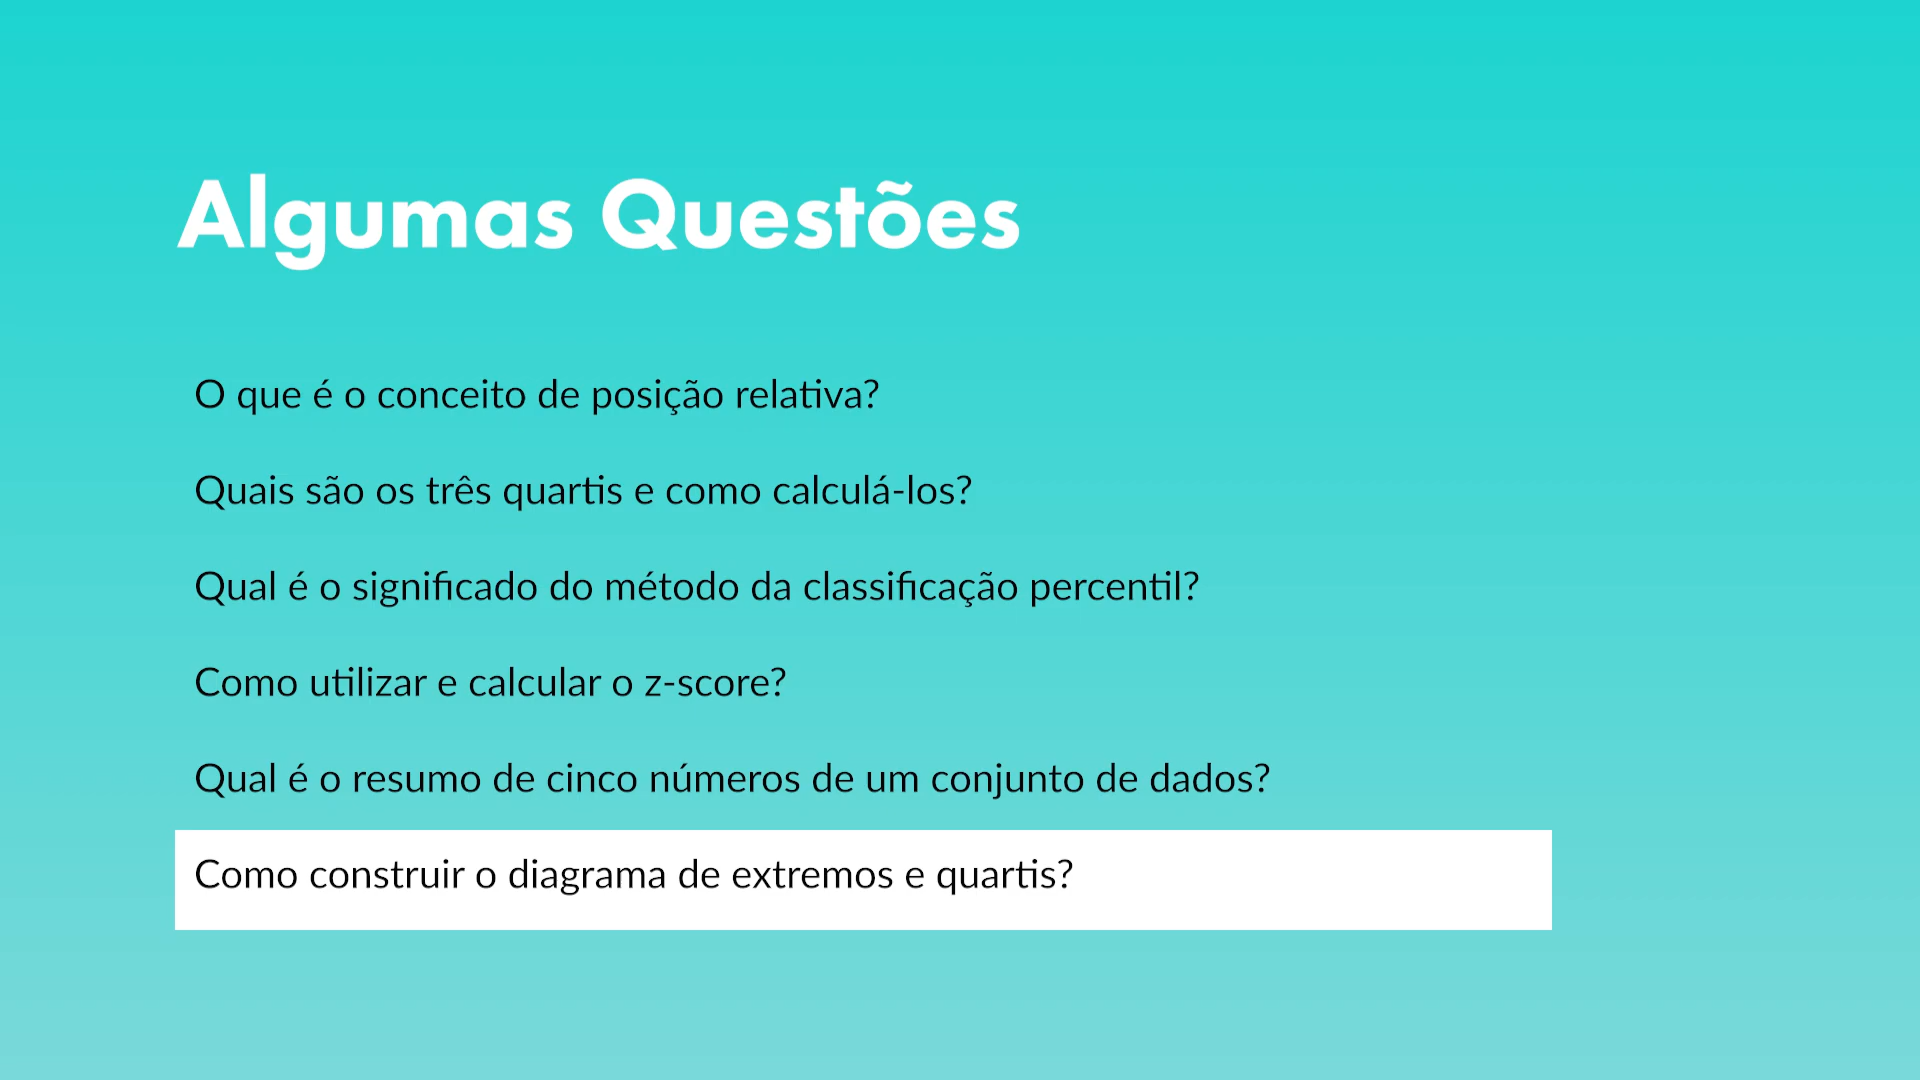 Algumas Questões
O que é o conceito de posição relativa?
Quais são os três quartis e como calculá-los?
Qual é o significado do método da classificação percentil?
Como utilizar e calcular o z-score?
Qual é o resumo de cinco números de um conjunto de dados?
Como construir o diagrama de extremos e quartis?